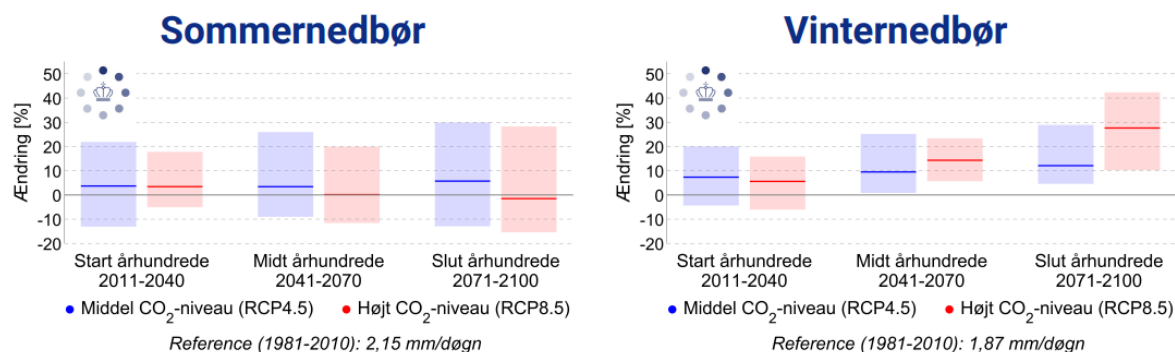 Sommernedbør
Ændring [%]
50
40
30
20
10
0
-10
-20
Start århundrede
2011-2040
Midt århundrede
2041-2070
Slut århundrede
2071-2100
Middel CO2-niveau (RCP4.5)
Højt CO2-niveau (RCP8.5)
Reference (1981-2010): 2,15 mm/døgn
Vinternedbør
Ændring [%]
50
40
30
20
10
0
-10
-20
Start århundrede
2011-2040
Midt århundrede
2041-2070
Slut århundrede
2071-2100
Middel CO2-niveau (RCP4.5)
Højt CO2-niveau (RCP8.5)
Reference (1981-2010): 1,87 mm/døgn